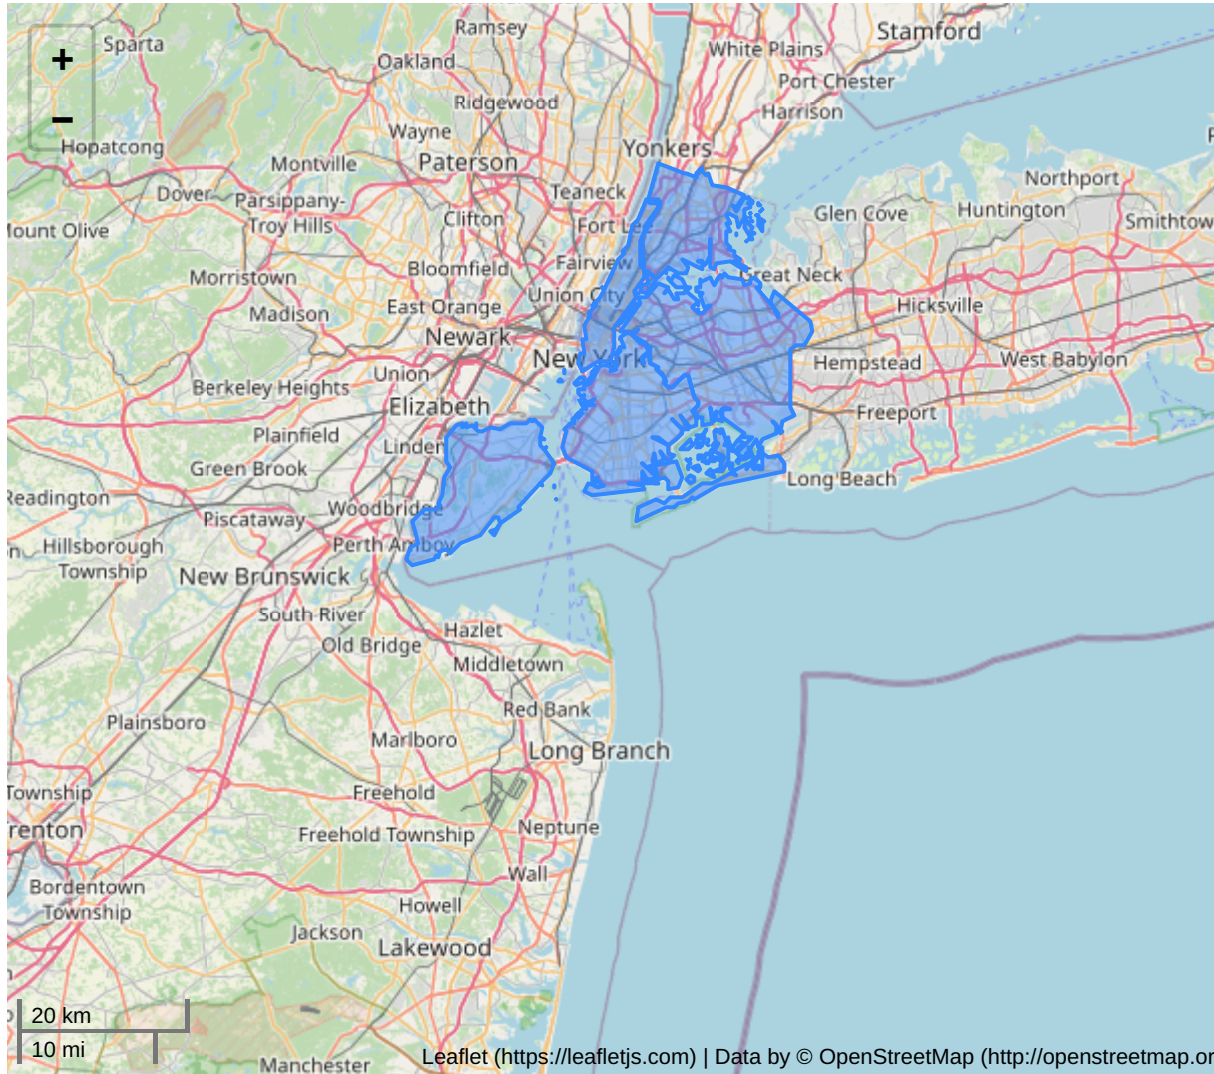 Ramsey
Stamford
Sparta
White Plains
Oakland
Port Chester
+
Ridgewood
Harrison
−
Wayne
Hopatcong
Yonkers
Montville
Paterson
Northport
Dover
Parsippany-
Troy Hills
Teaneck
Glen Cove
Huntington
Smithtow
Clifton
Fort Lee
Mount Olive
Bloomfield
Fairview
Great Neck
Morristown
Union City
East Orange
Hicksville
Madison
Newark
New York
Hempstead
West Babylon
Union
Berkeley Heights
Elizabeth
Freeport
Plainfield
Linden
Green Brook
Long Beach
Readington
Woodbridge
Piscataway
Perth Amboy
Hillsborough
Township
New Brunswick
South River
Hazlet
Old Bridge
Middletown
Red Bank
Plainsboro
Marlboro
Long Branch
Township
Freehold
renton
Freehold Township
Neptune
Wall
Bordentown
Township
Howell
Jackson
Lakewood
20 km
10 mi
Manchester
Leaflet (https://leafletjs.com) | Data by © OpenStreetMap (http://openstreetmap.or